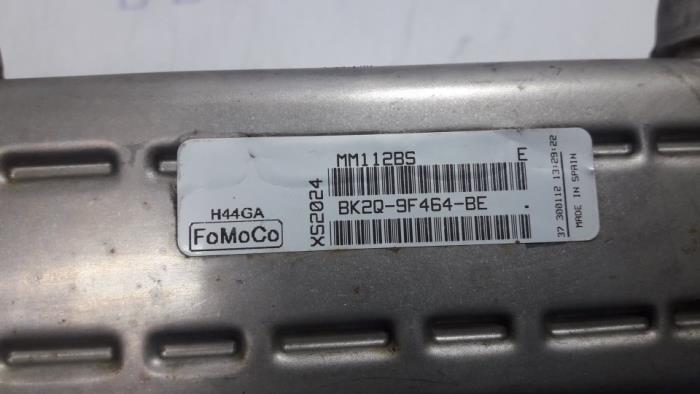 MM112BS E
BK2Q-9F464-BE .
H44GA
FoMoCo
XS2024
37 300112 13:29:22
MADE IN SPAIN